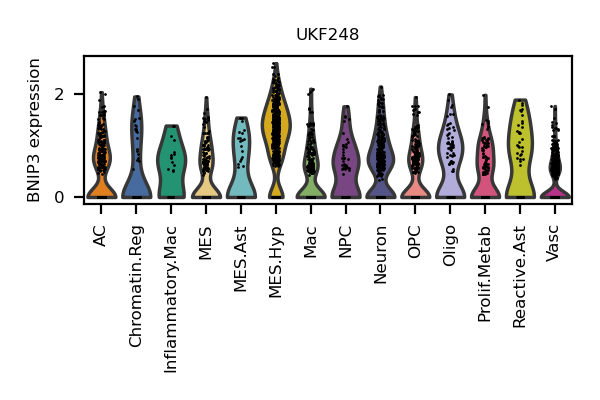 UKF248
BNIP3 expression
2
0
AC
Chromatin.Reg
Inflammatory.Mac
MES
MES.Ast
MES.Hyp
Mac
NPC
Neuron
OPC
Oligo
Prolif.Metab
Reactive.Ast
Vasc